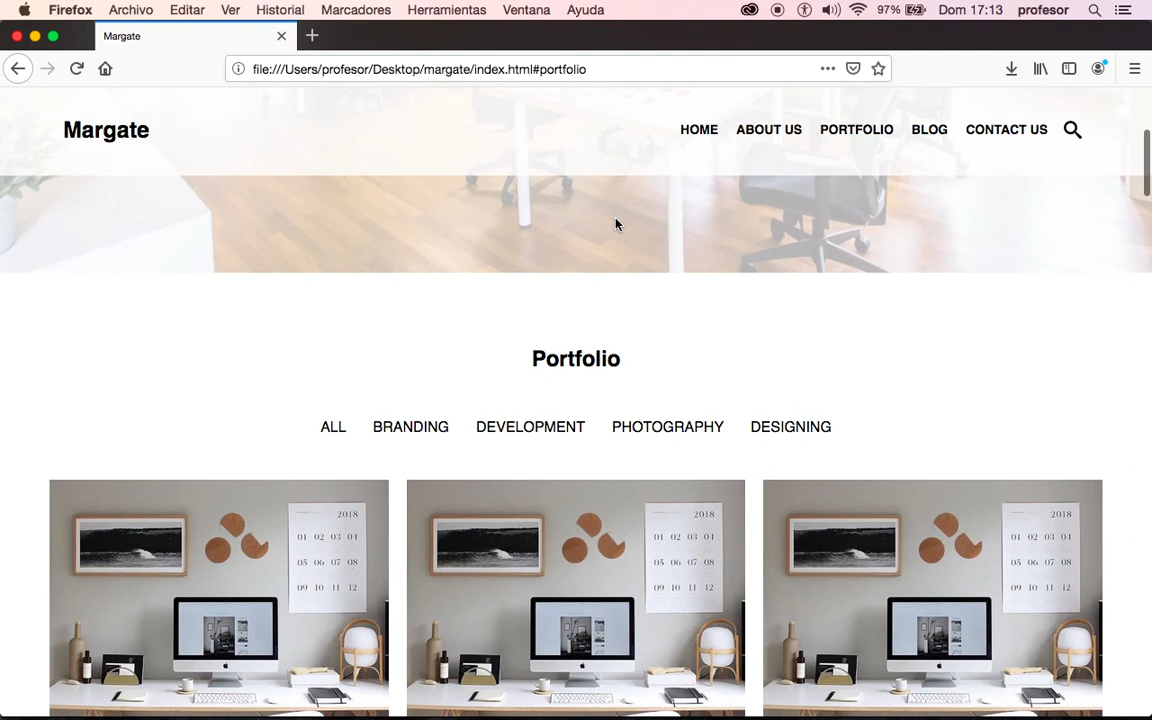 Firefox Archivo Editar Ver Historial Marcadores Herramientas Ventana Ayuda 97% Dom 17:13 profesor
Margate
file:///Users/profesor/Desktop/margate/index.html#portfolio
Margate HOME ABOUT US PORTFOLIO BLOG CONTACT US
Portfolio
ALL BRANDING DEVELOPMENT PHOTOGRAPHY DESIGNING
2018 2018 2018
01 02 03 04 01 02 03 04 01 02 03 04
05 06 07 08 05 06 07 08 05 06 07 08
09 10 11 12 09 10 11 12 09 10 11 12